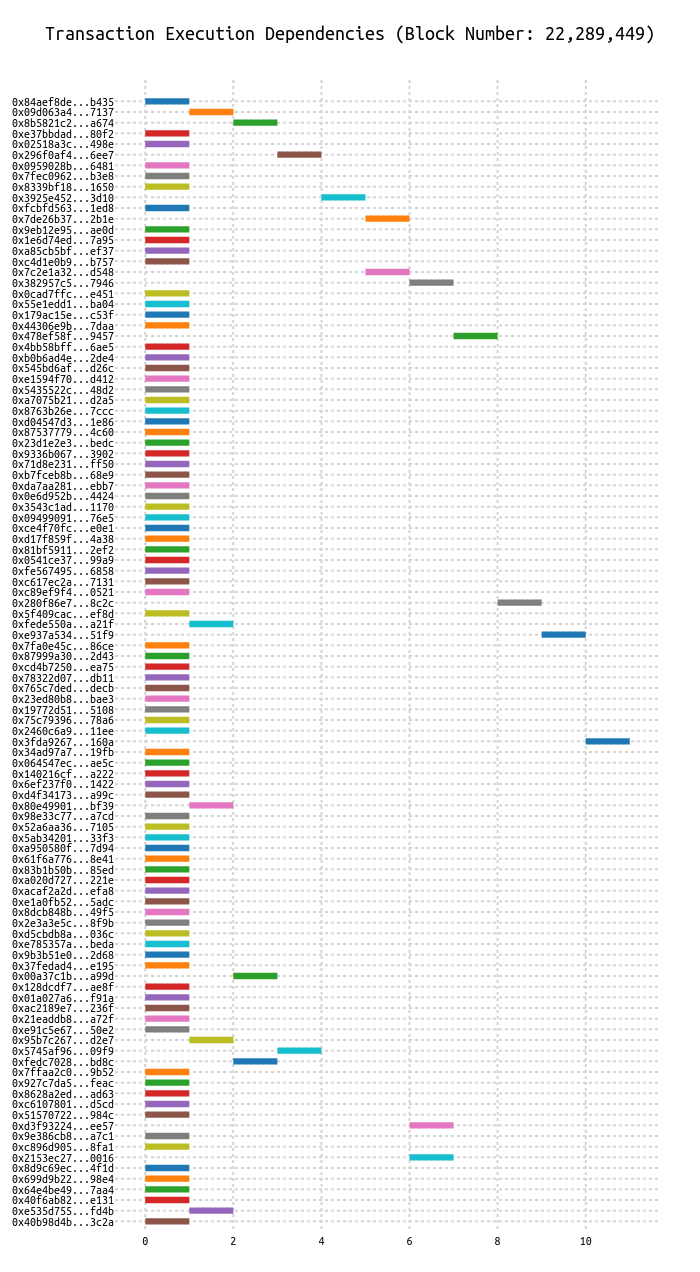 Transaction Execution Dependencies (Block Number: 22,289,449)
0x84aef8de...b435
0x09d063a4...7137
0x8b5821c2...a674
0xe37bbdad...80f2
0x02518a3c...498e
0x296f0af4...6ee7
0x0959028b...6481
0x7fec0962...b3e8
0x8339bf18...1650
0x3925e452...3d10
0xfcbfd563...1ed8
0x7de26b37...2b1e
0x9eb12e95...ae0d
0x1e6d74ed...7a95
0xa85cb5bf...ef37
0xc4d1e0b9...b757
0x7c2e1a32...d548
0x382957c5...7946
0x0cad7ffc...e451
0x55e1edd1...ba04
0x179ac15e...c53f
0x44306e9b...7daa
0x478ef58f...9457
0x4bb58bff...6ae5
0xb0b6ad4e...2de4
0x545bd6af...d26c
0xe1594f70...d412
0x5435522c...48d2
0xa7075b21...d2a5
0x8763b26e...7ccc
0xd04547d3...1e86
0x87537779...4c60
0x23d1e2e3...bedc
0x9336b067...3902
0x71d8e231...ff50
0xb7fceb8b...68e9
0xda7aa281...ebb7
0x0e6d952b...4424
0x3543c1ad...1170
0x09499091...76e5
0xce4f70fc...e0e1
0xd17f859f...4a38
0x81bf5911...2ef2
0x0541ce37...99a9
0xfe567495...6858
0xc617ec2a...7131
0xc89ef9f4...0521
0x280f86e7...8c2c
0x5f409cac...ef8d
0xfede550a...a21f
0xe937a534...51f9
0x7fa0e45c...86ce
0x87999a30...2d43
0xcd4b7250...ea75
0x78322d07...db11
0x765c7ded...decb
0x23ed80b8...bae3
0x19772d51...5108
0x75c79396...78a6
0x2460c6a9...11ee
0x3fda9267...160a
0x34ad97a7...19fb
0x064547ec...ae5c
0x140216cf...a222
0x6ef237f0...1422
0xd4f34173...a99c
0x80e49901...bf39
0x98e33c77...a7cd
0x52a6aa36...7105
0x5ab34201...33f3
0xa950580f...7d94
0x61f6a776...8e41
0x83b1b50b...85ed
0xa020d727...221e
0xacaf2a2d...efa8
0xe1a0fb52...5adc
0x8dcb848b...49f5
0x2e3a3e5c...8f9b
0xd5cbdb8a...036c
0xe785357a...beda
0x9b3b51e0...2d68
0x37fedad4...e195
0x00a37c1b...a99d
0x128dcdf7...ae8f
0x01a027a6...f91a
0xac2189e7...236f
0x21eaddb8...a72f
0xe91c5e67...50e2
0x95b7c267...d2e7
0x5745af96...09f9
0xfedc7028...bd8c
0x7ffaa2c0...9b52
0x927c7da5...feac
0x8628a2ed...ad63
0xc6107801...d5cd
0x51570722...984c
0xd3f93224...ee57
0x9e386cb8...a7c1
0xc896d905...8fa1
0x2153ec27...0016
0x8d9c69ec...4f1d
0x699d9b22...98e4
0x64e4be49...7aa4
0x40f6ab82...e131
0xe535d755...fd4b
0x40b98d4b...3c2a
0 2 4 6 8 10